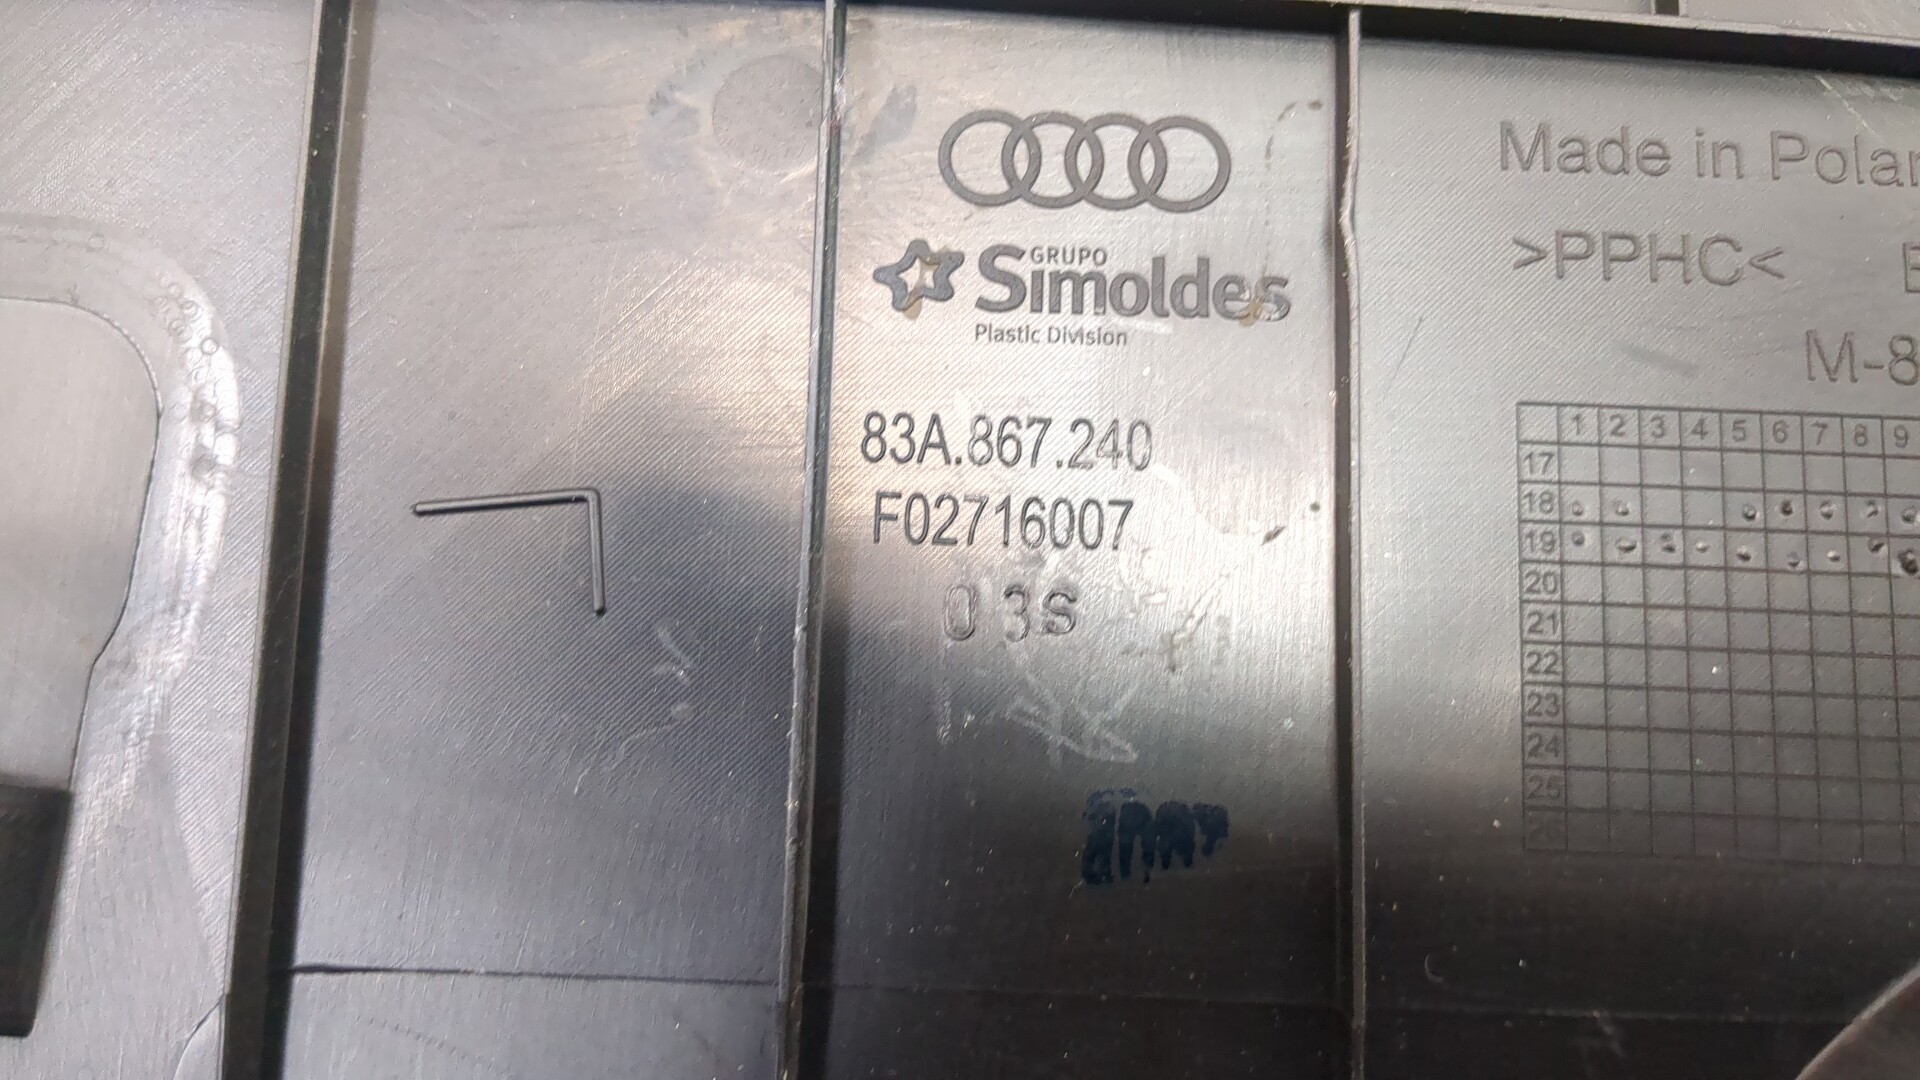 GRUPO
Simoldes
Plastic Division
83A.867.240
F02716007
03S
Made in Polan
>PPHC<
M-8
1 2 3 4 5 6 7 8 9
17
18
19
20
21
22
23
24
25
26